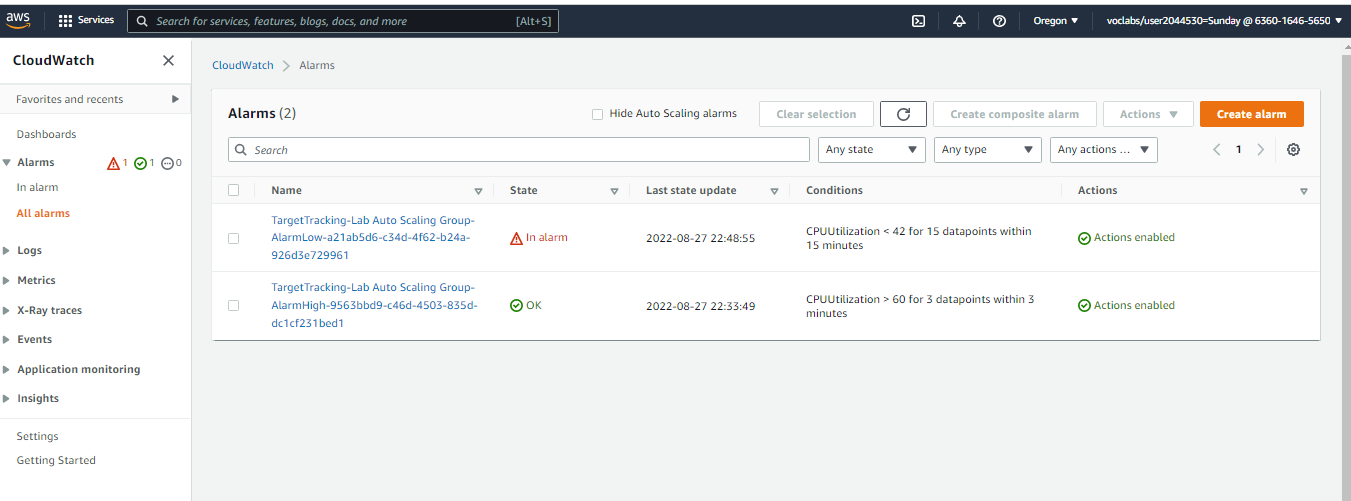 aws
Services
Search for services, features, blogs, docs, and more
[Alt+S]
Oregon
voclabs/user2044530=Sunday @ 6360-1646-5650
CloudWatch
Favorites and recents
Dashboards
Alarms
1
1
0
In alarm
All alarms
Logs
Metrics
X-Ray traces
Events
Application monitoring
Insights
Settings
Getting Started
CloudWatch
Alarms
Alarms (2)
Hide Auto Scaling alarms
Clear selection
Create composite alarm
Actions
Create alarm
Search
Any state
Any type
Any actions ...
1
Name
State
Last state update
Conditions
Actions
TargetTracking-Lab Auto Scaling Group-
AlarmLow-a21ab5d6-c34d-4f62-b24a-
926d3e729961
In alarm
2022-08-27 22:48:55
CPUUtilization < 42 for 15 datapoints within
15 minutes
Actions enabled
TargetTracking-Lab Auto Scaling Group-
AlarmHigh-9563bbd9-c46d-4503-835d-
dc1cf231bed1
OK
2022-08-27 22:33:49
CPUUtilization > 60 for 3 datapoints within 3
minutes
Actions enabled